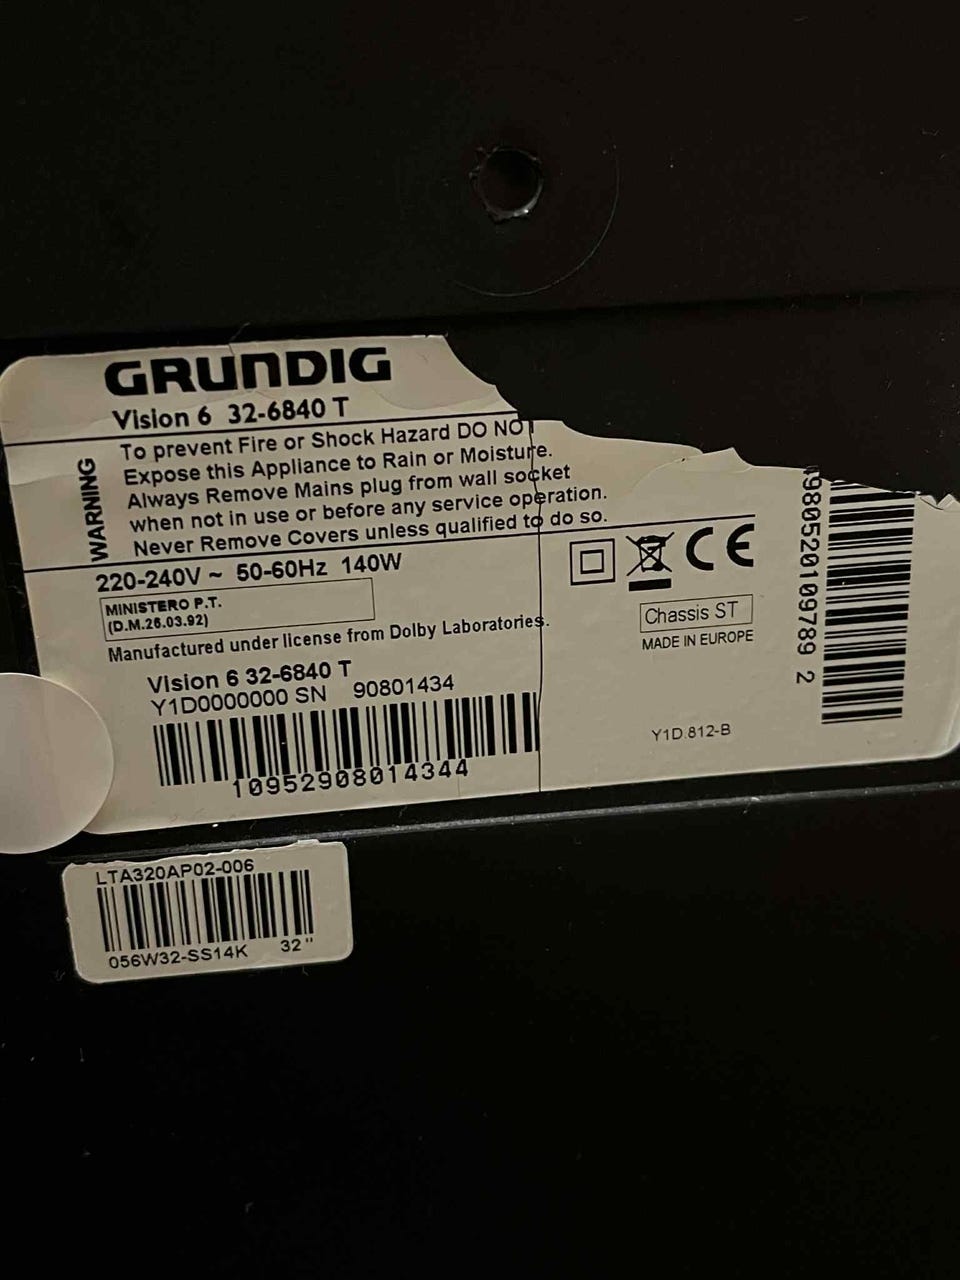 GRUNDIG
Vision 6 32-6840 T
WARNING
To prevent Fire or Shock Hazard DO NO
Expose this Appliance to Rain or Moisture.
Always Remove Mains plug from wall socket
when not in use or before any service operation.
Never Remove Covers unless qualified to do so.
220-240V ~ 50-60Hz 140W
MINISTERO P.T.
(D.M.26.03.92)
Manufactured under license from Dolby Laboratories.
Vision 6 32-6840 T
Y1D0000000 SN 90801434
10952908014344
CE
Chassis ST
MADE IN EUROPE
Y1D.812-B
980520109789 2
LTA320AP02-006
056W32-SS14K 32"